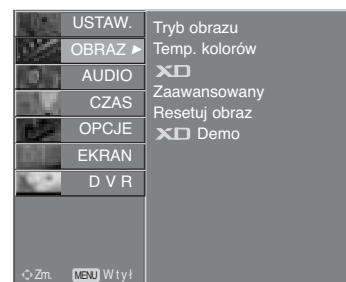 USTAW.
OBRAZ ►
AUDIO
CZAS
OPCJE
EKRAN
D V R
Tryb obrazu
Temp. kolorów
XD
Zaawansowany
Resetuj obraz
XD Demo
Zm. MENU Wtył